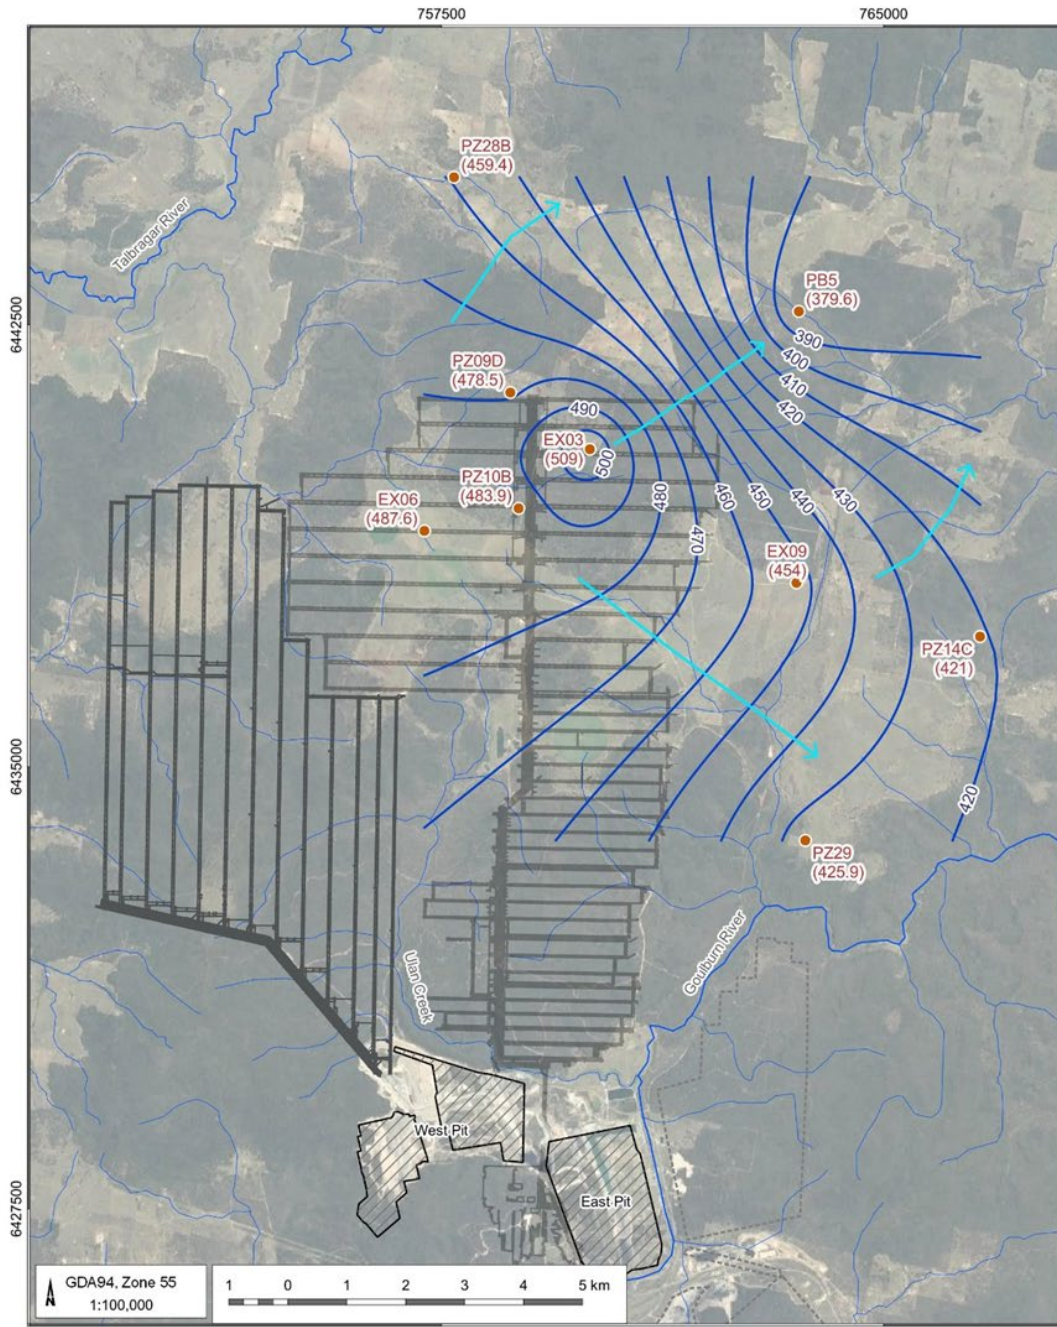 757500
765000
6442500
6435000
6427500
Talbragar River
PZ28B
(459.4)
PB5
(379.6)
390
400
410
420
PZ09D
(478.5)
490
EX03
(509)
500
PZ10B
(483.9)
EX06
(487.6)
480
460
450
440
430
470
EX09
(454)
PZ14C
(421)
420
PZ29
(425.9)
Goulburn River
Ulan Creek
West Pit
East Pit
N
GDA94, Zone 55
1:100,000
1 0 1 2 3 4 5 km